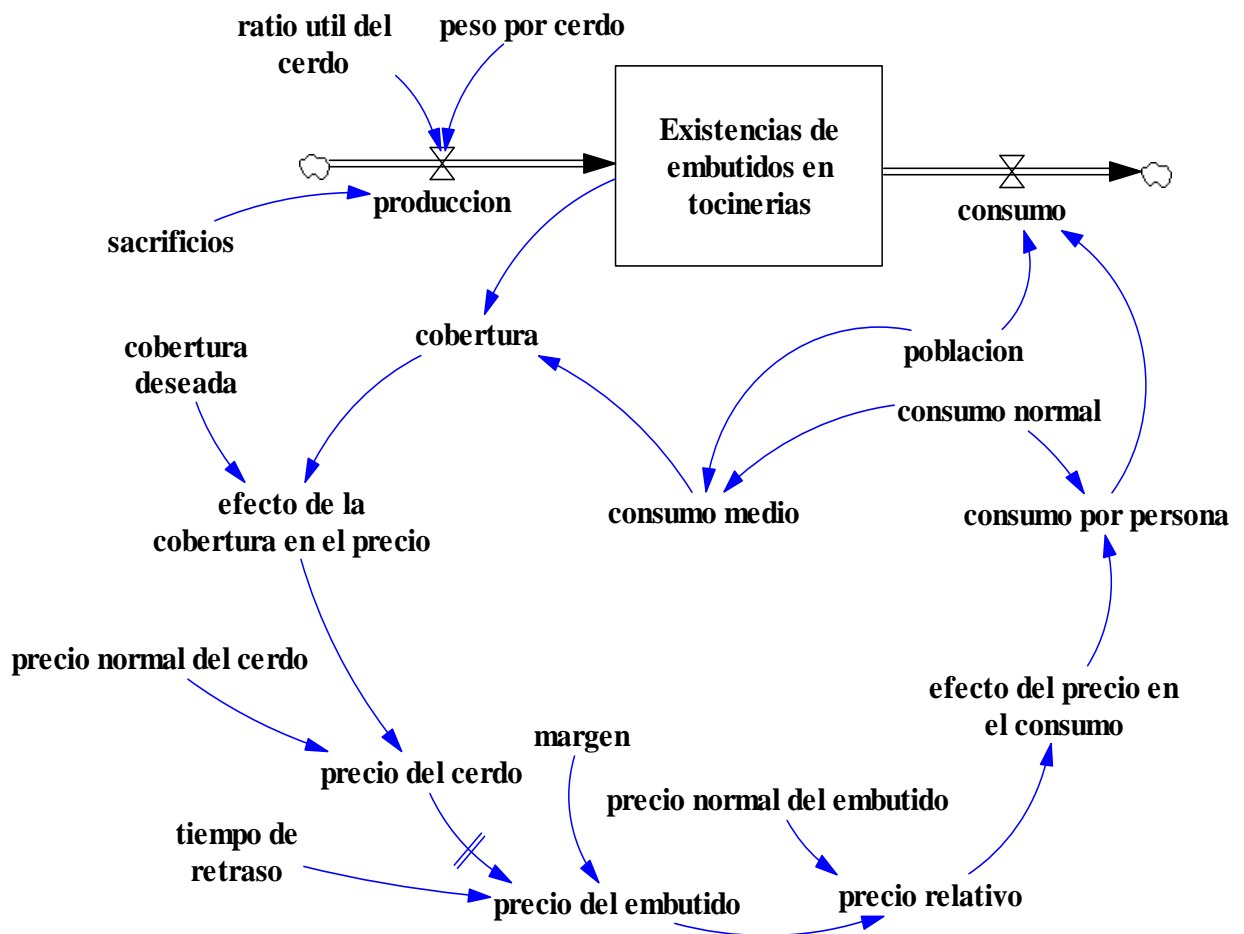 ratio util del
cerdo
peso por cerdo
Existencias de
embutidos en
tocinerias
produccion
consumo
sacrificios
cobertura
poblacion
cobertura
deseada
consumo normal
efecto de la
cobertura en el precio
consumo medio
consumo por persona
precio normal del cerdo
efecto del precio en
el consumo
margen
precio del cerdo
precio normal del embutido
tiempo de
retraso
precio del embutido
precio relativo